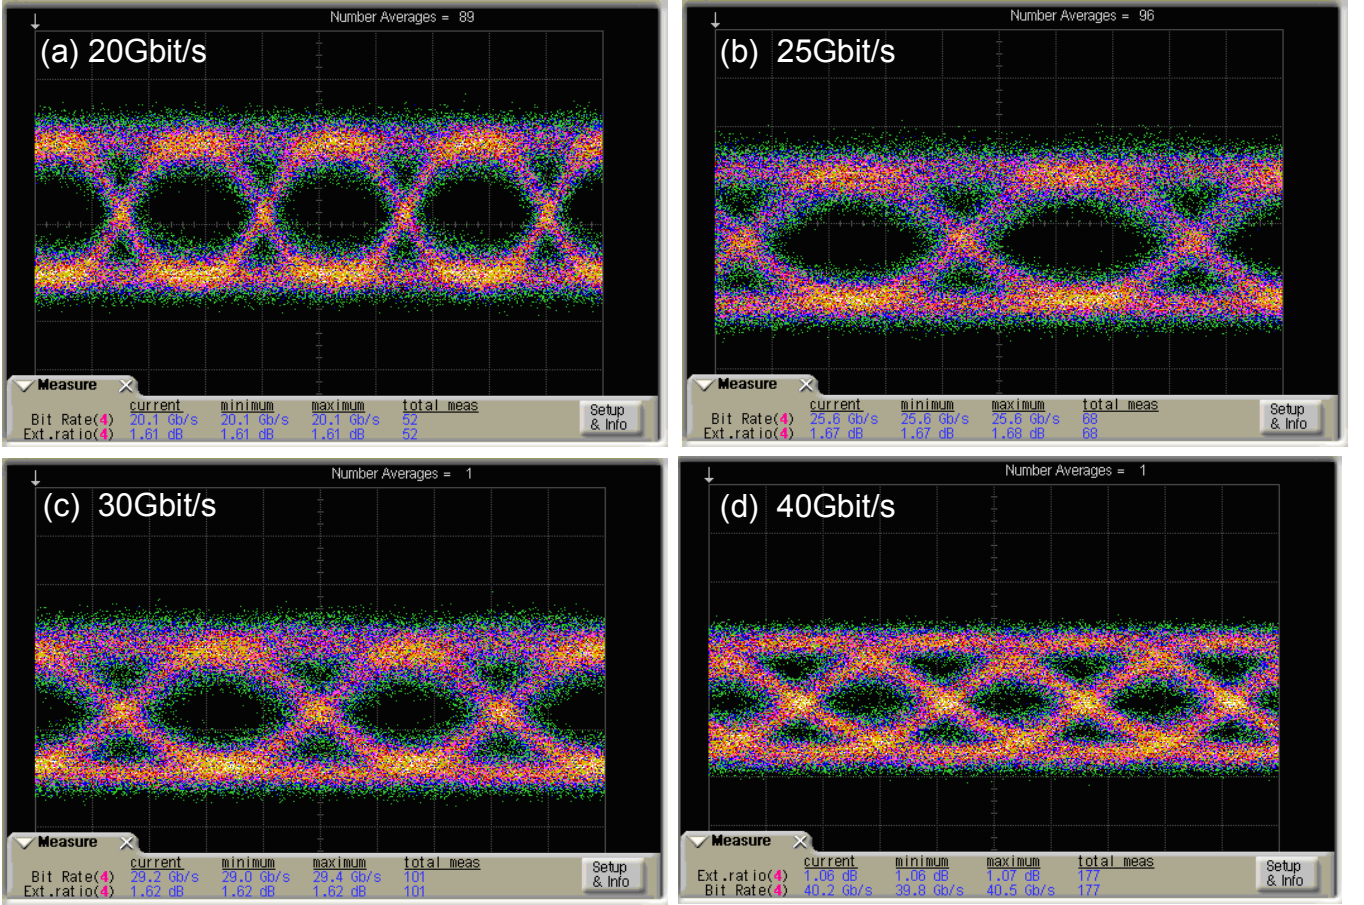 Number Averages = 89
(a) 20Gbit/s
Measure
current minimum maximum total meas
Bit Rate(4) 20.1 Gb/s 20.1 Gb/s 20.1 Gb/s 52
Ext.ratio(4) 1.61 dB 1.61 dB 1.61 dB 52
Setup
& Info
Number Averages = 96
(b) 25Gbit/s
Measure
current minimum maximum total meas
Bit Rate(4) 25.6 Gb/s 25.6 Gb/s 25.6 Gb/s 68
Ext.ratio(4) 1.67 dB 1.67 dB 1.68 dB 68
Setup
& Info
Number Averages = 1
(c) 30Gbit/s
Measure
current minimum maximum total meas
Bit Rate(4) 29.2 Gb/s 29.0 Gb/s 29.4 Gb/s 101
Ext.ratio(4) 1.62 dB 1.62 dB 1.62 dB 101
Setup
& Info
Number Averages = 1
(d) 40Gbit/s
Measure
current minimum maximum total meas
Ext.ratio(4) 1.06 dB 1.06 dB 1.07 dB 177
Bit Rate(4) 40.2 Gb/s 39.8 Gb/s 40.5 Gb/s 177
Setup
& Info